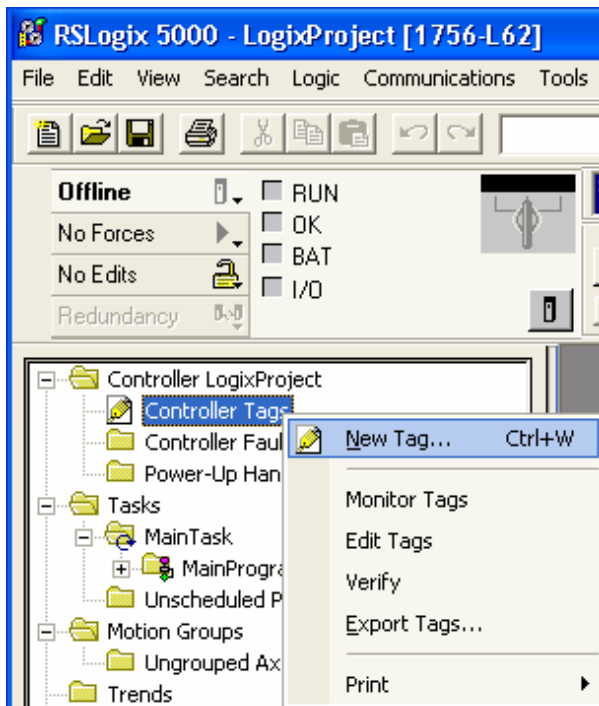 RSLogix 5000 - LogixProject [1756-L62]
File Edit View Search Logic Communications Tools
Offline
RUN
No Forces
OK
No Edits
BAT
Redundancy
I/O
Controller LogixProject
Controller Tags
Controller Faul
Power-Up Han
Tasks
MainTask
MainProgra
Unscheduled P
Motion Groups
Ungrouped Ax
Trends
New Tag... Ctrl+W
Monitor Tags
Edit Tags
Verify
Export Tags...
Print